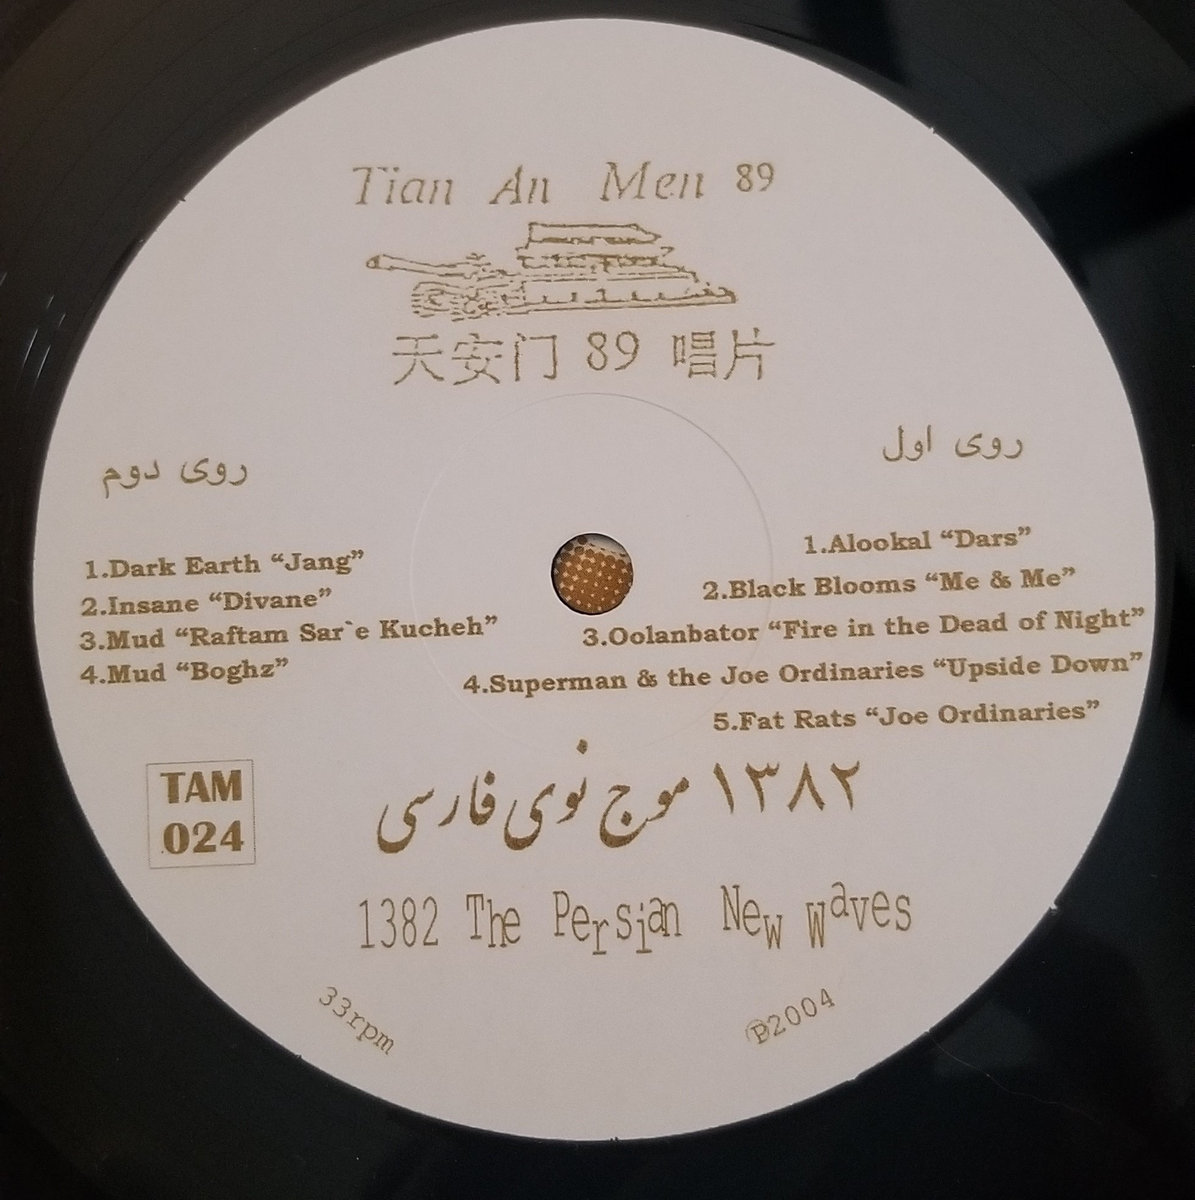 Tian An Men 89
天安门 89 唱片
روی اول
1.Alookal “Dars”
2.Black Blooms “Me & Me”
3.Oolanbator “Fire in the Dead of Night”
4.Superman & the Joe Ordinaries “Upside Down”
5.Fat Rats “Joe Ordinaries”
روی دوم
1.Dark Earth “Jang”
2.Insane “Divane”
3.Mud “Raftam Sar`e Kucheh”
4.Mud “Boghz”
TAM
024
۱۳۸۲ موج نوی فارسی
1382 The Persian New Waves
33rpm
℗2004